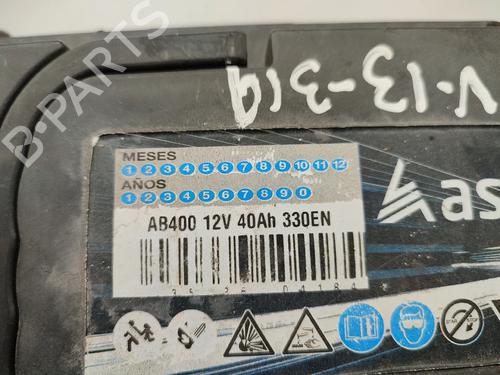 V-13-319
MESES
1 2 3 4 5 6 7 8 9 10 11 12
AÑOS
1 2 3 4 5 6 7 8 9 0
as
AB400 12V 40Ah 330EN
B-Parts